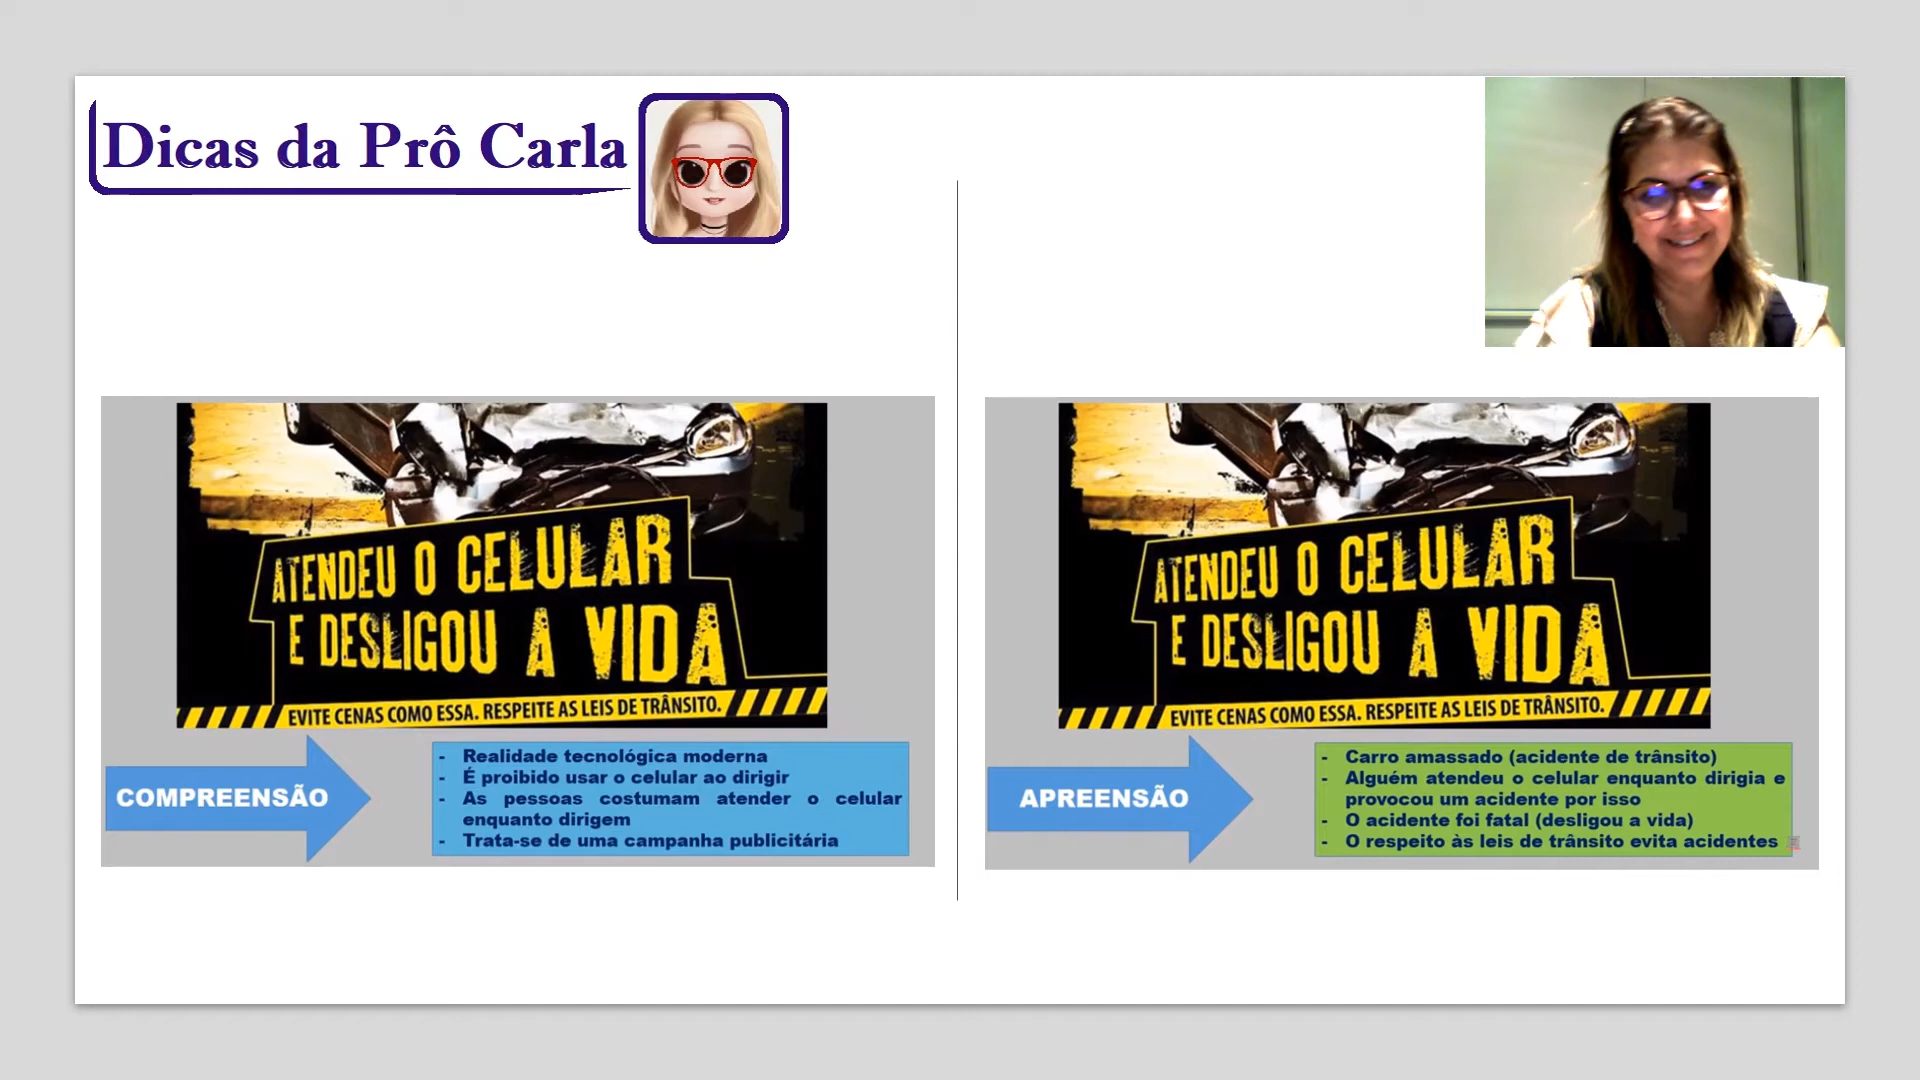 Dicas da Prô Carla
ATENDEU O CELULAR
E DESLIGOU A VIDA
EVITE CENAS COMO ESSA. RESPEITE AS LEIS DE TRÂNSITO.
COMPREENSÃO
- Realidade tecnológica moderna
- É proibido usar o celular ao dirigir
- As pessoas costumam atender o celular
enquanto dirigem
- Trata-se de uma campanha publicitária
ATENDEU O CELULAR
E DESLIGOU A VIDA
EVITE CENAS COMO ESSA. RESPEITE AS LEIS DE TRÂNSITO.
APREENSÃO
- Carro amassado (acidente de trânsito)
- Alguém atendeu o celular enquanto dirigia e
provocou um acidente por isso
- O acidente foi fatal (desligou a vida)
- O respeito às leis de trânsito evita acidentes